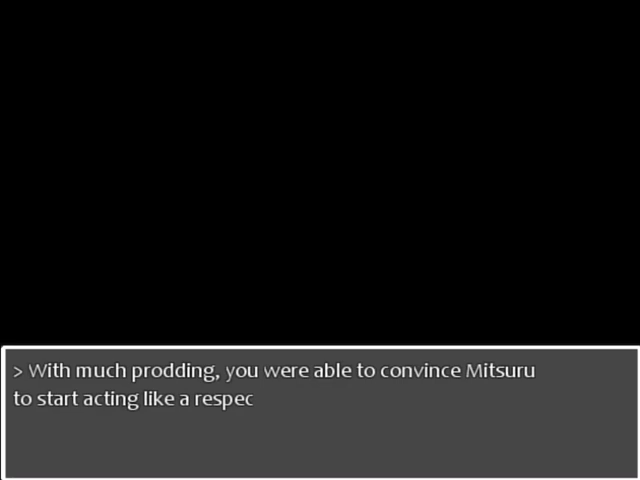 > With much prodding, you were able to convince Mitsuru
to start acting like a respec